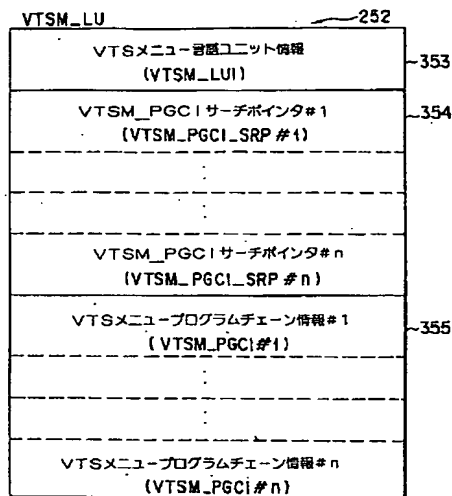 VTSM_LU 252
VTSメニュー言語ユニット情報
(VTSM_LUI)
353
VTSM_PGCIサーチポインタ#1
(VTSM_PGCI_SRP#1)
354
VTSM_PGCIサーチポインタ#n
(VTSM_PGCI_SRP#n)
VTSメニュープログラムチェーン情報#1
(VTSM_PGCI#1)
355
VTSメニュープログラムチェーン情報#n
(VTSM_PGCI#n)